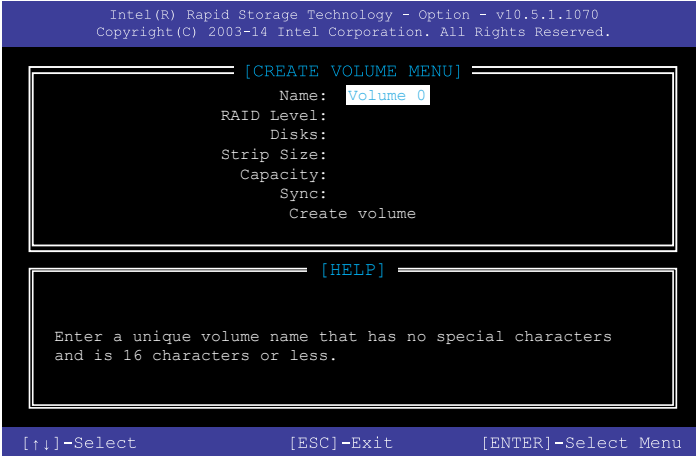 Intel(R) Rapid Storage Technology - Option - v10.5.1.1070
Copyright(C) 2003-14 Intel Corporation. All Rights Reserved.
[CREATE VOLUME MENU]
Name: Volume 0
RAID Level:
Disks:
Strip Size:
Capacity:
Sync:
Create volume
[HELP]
Enter a unique volume name that has no special characters
and is 16 characters or less.
[↑↓]-Select [ESC]-Exit [ENTER]-Select Menu